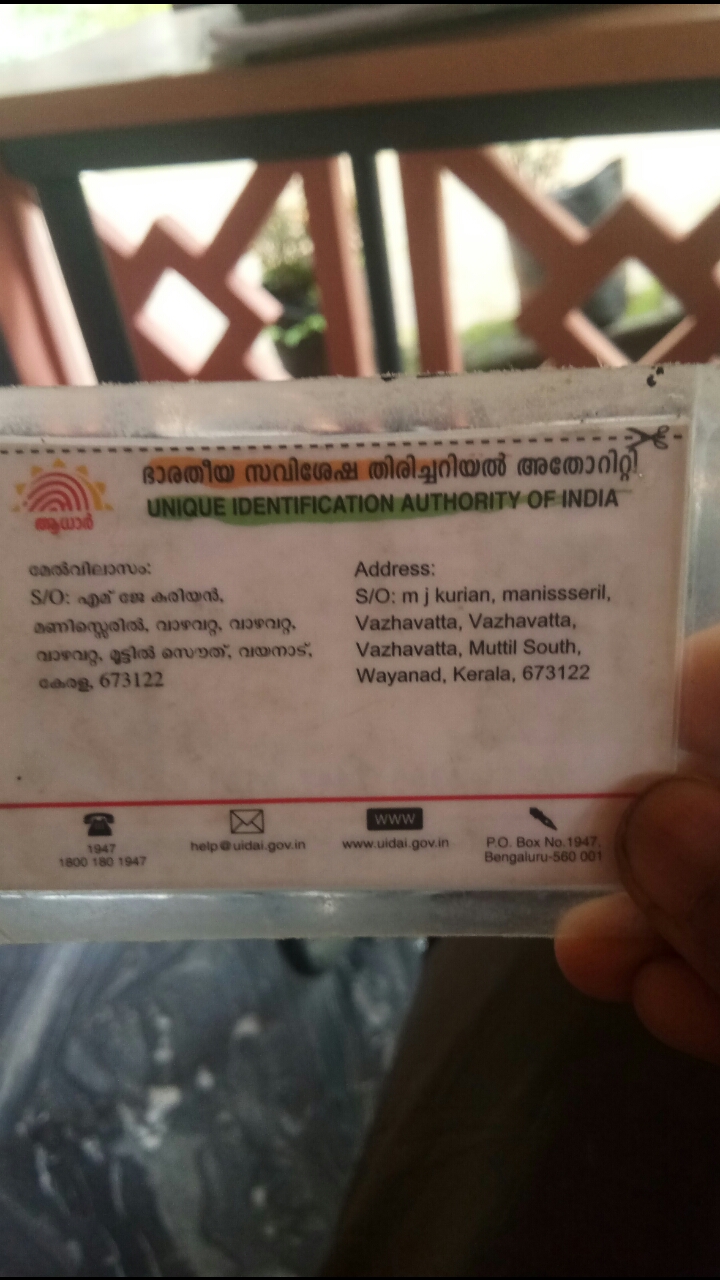 ഭാരതീയ സവിശേഷ തിരിച്ചറിയൽ അതോറിറ്റി
UNIQUE IDENTIFICATION AUTHORITY OF INDIA
ആധാർ
മേൽവിലാസം:
S/O: എമ് ജേ കുരിയൻ,
മണിസ്സെരിൽ, വാഴവറ്റ, വാഴവറ്റ,
വാഴവറ്റ, മൂട്ടിൽ സൌത്, വയനാട്,
കേരള, 673122
Address:
S/O: m j kurian, manissseril,
Vazhavatta, Vazhavatta,
Vazhavatta, Muttil South,
Wayanad, Kerala, 673122
1947
1800 180 1947
help@uidai.gov.in
www
www.uidai.gov.in
P.O. Box No.1947,
Bengaluru-560 001